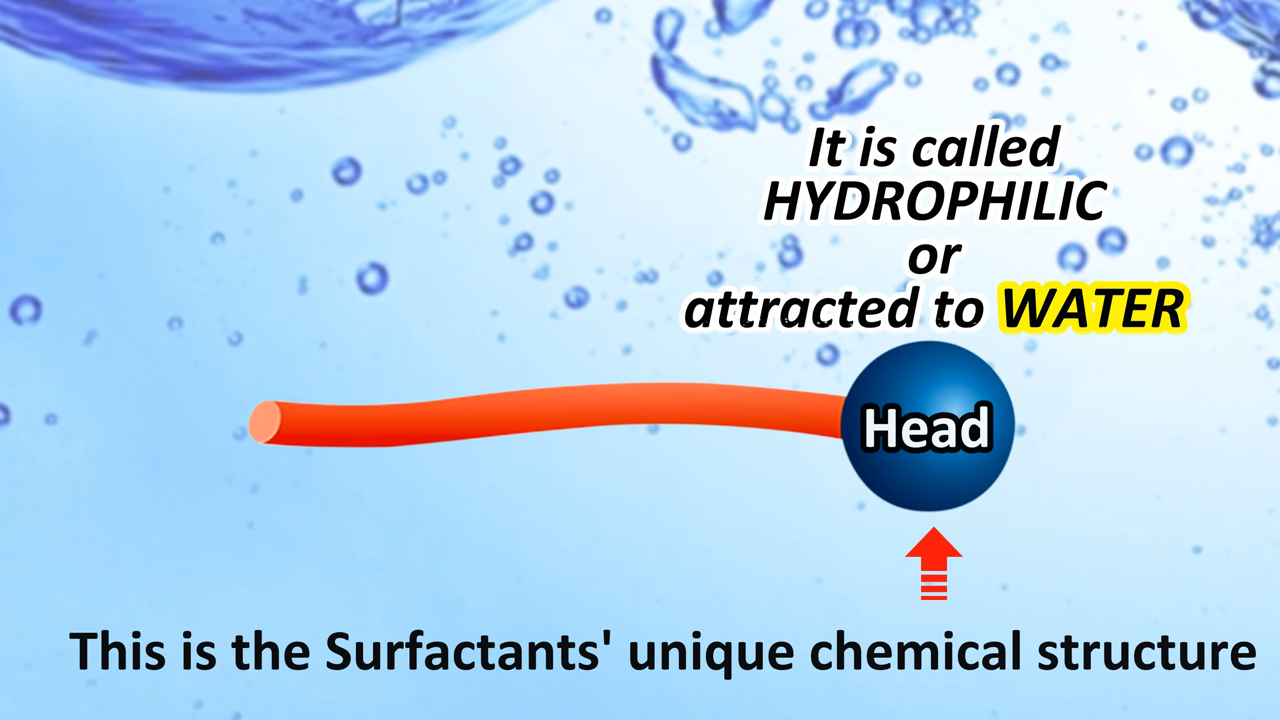 It is called
HYDROPHILIC
or
attracted to WATER
Head
This is the Surfactants' unique chemical structure